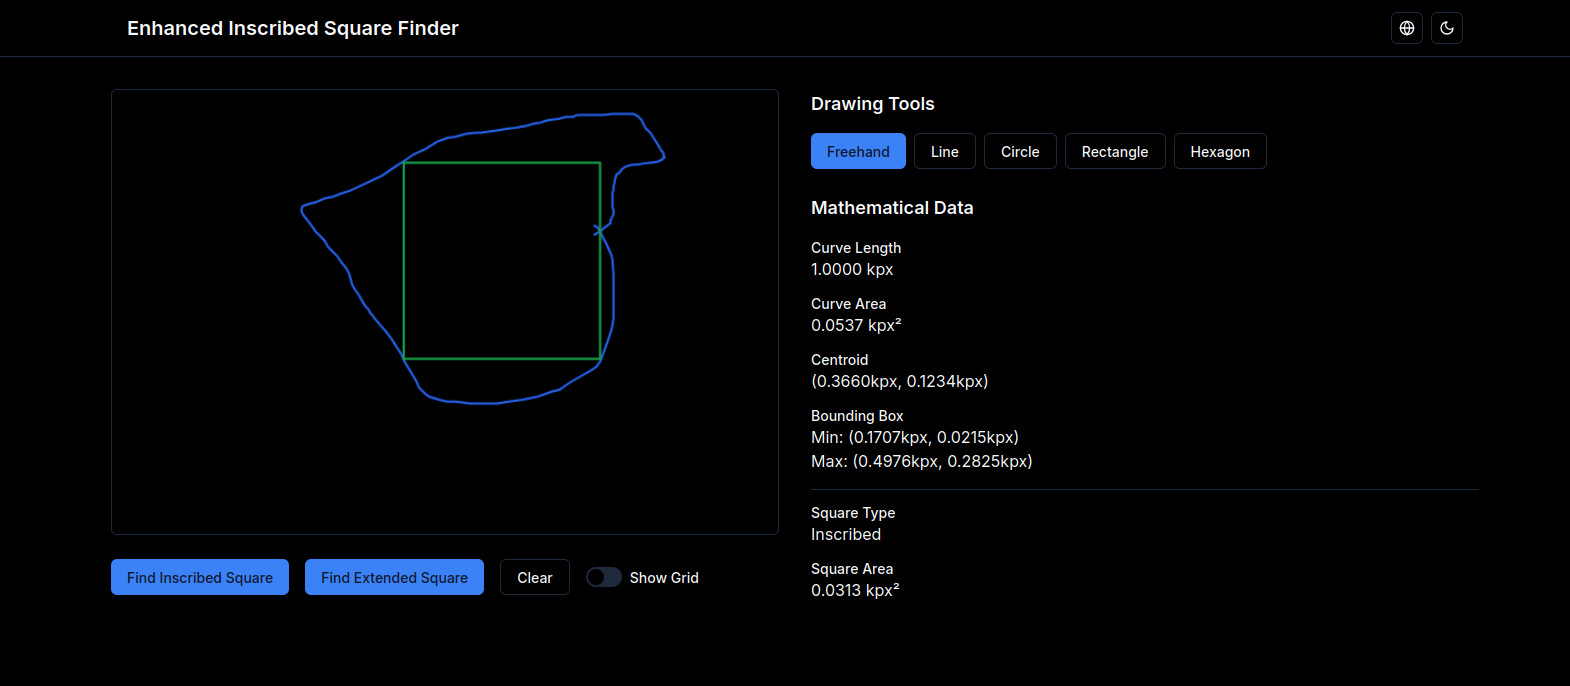 Enhanced Inscribed Square Finder
Drawing Tools
Freehand Line Circle Rectangle Hexagon
Mathematical Data
Curve Length
1.0000 kpx
Curve Area
0.0537 kpx²
Centroid
(0.3660kpx, 0.1234kpx)
Bounding Box
Min: (0.1707kpx, 0.0215kpx)
Max: (0.4976kpx, 0.2825kpx)
Square Type
Inscribed
Square Area
0.0313 kpx²
Find Inscribed Square Find Extended Square Clear Show Grid